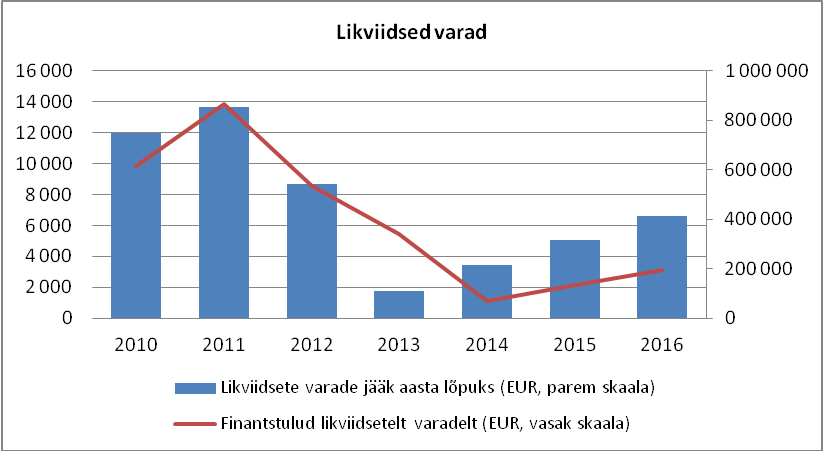 Likviidsed varad
16 000
14 000
12 000
10 000
8 000
6 000
4 000
2 000
0
1 000 000
800 000
600 000
400 000
200 000
0
2010 2011 2012 2013 2014 2015 2016
Likviidsete varade jääk aasta lõpuks (EUR, parem skaala)
Finantstulud likviidsetelt varadelt (EUR, vasak skaala)